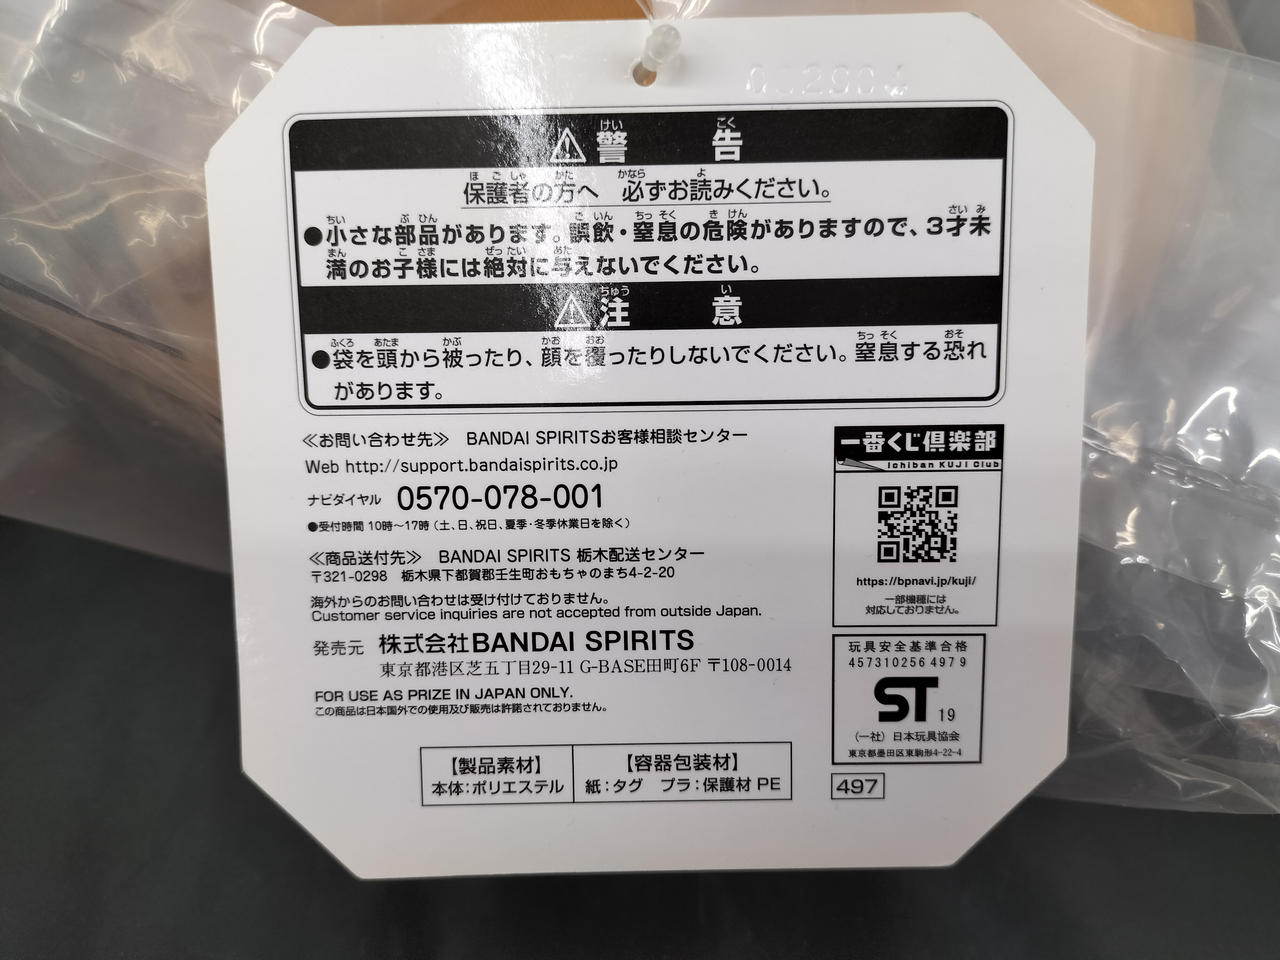 002904
警告
保護者の方へ 必ずお読みください。
●小さな部品があります。誤飲・窒息の危険がありますので、3才未
満のお子様には絶対に与えないでください。
注意
●袋を頭から被ったり、顔を覆ったりしないでください。窒息する恐れ
があります。
≪お問い合わせ先≫ BANDAI SPIRITSお客様相談センター
Web http://support.bandaispirits.co.jp
ナビダイヤル 0570-078-001
●受付時間 10時〜17時(土、日、祝日、夏季・冬季休業日を除く)
≪商品送付先≫ BANDAI SPIRITS 栃木配送センター
〒321-0298 栃木県下都賀郡壬生町おもちゃのまち4-2-20
海外からのお問い合わせは受け付けておりません。
Customer service inquiries are not accepted from outside Japan.
発売元 株式会社BANDAI SPIRITS
東京都港区芝五丁目29-11 G-BASE田町6F 〒108-0014
FOR USE AS PRIZE IN JAPAN ONLY.
この商品は日本国外での使用及び販売は許諾されておりません。
【製品素材】
本体:ポリエステル
【容器包装材】
紙:タグ プラ:保護材 PE
一番くじ倶楽部
Ichiban KUJI Club
https://bpnavi.jp/kuji/
一部機種には
対応しておりません。
玩具安全基準合格
4573102564979
ST 19
(一社)日本玩具協会
東京都墨田区東駒形4-22-4
497